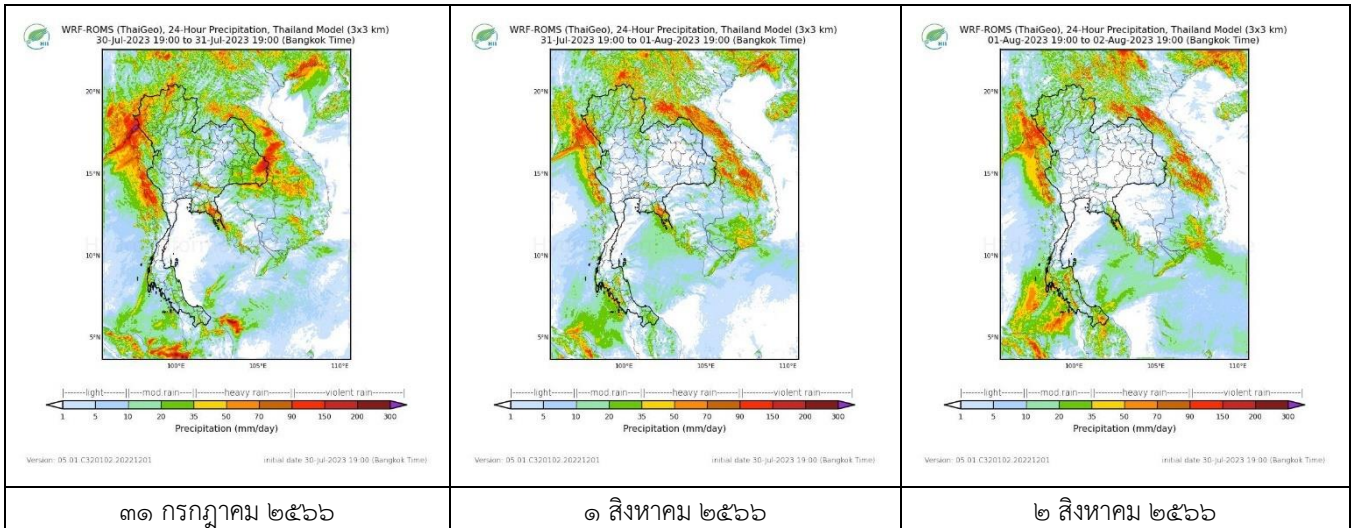 WRF-ROMS (ThaiGeo), 24-Hour Precipitation, Thailand Model (3x3 km)
30-Jul-2023 19:00 to 31-Jul-2023 19:00 (Bangkok Time)
HII
20°N
15°N
10°N
5°N
100°E 105°E 110°E
|-------light-------||----mod rain----||---------heavy rain---------||--------violent rain--------|
1 5 10 20 35 50 70 90 150 200 300
Precipitation (mm/day)
Version: 05.01.C320102.20221201 initial date 30-Jul-2023 19:00 (Bangkok Time)
๓๑ กรกฎาคม ๒๕๖๖
WRF-ROMS (ThaiGeo), 24-Hour Precipitation, Thailand Model (3x3 km)
31-Jul-2023 19:00 to 01-Aug-2023 19:00 (Bangkok Time)
HII
20°N
15°N
10°N
5°N
100°E 105°E 110°E
|-------light-------||----mod rain----||---------heavy rain---------||--------violent rain--------|
1 5 10 20 35 50 70 90 150 200 300
Precipitation (mm/day)
Version: 05.01.C320102.20221201 initial date 30-Jul-2023 19:00 (Bangkok Time)
๑ สิงหาคม ๒๕๖๖
WRF-ROMS (ThaiGeo), 24-Hour Precipitation, Thailand Model (3x3 km)
01-Aug-2023 19:00 to 02-Aug-2023 19:00 (Bangkok Time)
HII
20°N
15°N
10°N
5°N
100°E 105°E 110°E
|-------light-------||----mod rain----||---------heavy rain---------||--------violent rain--------|
1 5 10 20 35 50 70 90 150 200 300
Precipitation (mm/day)
Version: 05.01.C320102.20221201 initial date 30-Jul-2023 19:00 (Bangkok Time)
๒ สิงหาคม ๒๕๖๖